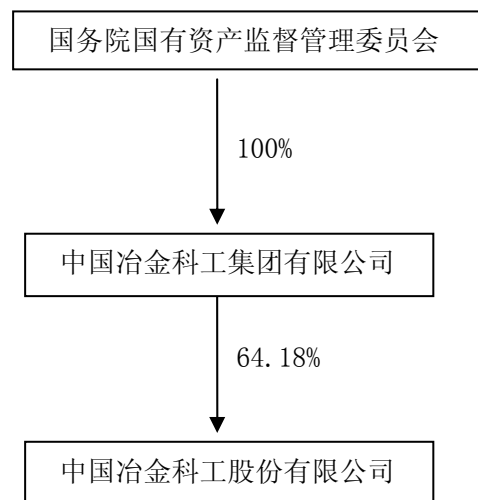 国务院国有资产监督管理委员会
100%
中国冶金科工集团有限公司
64.18%
中国冶金科工股份有限公司